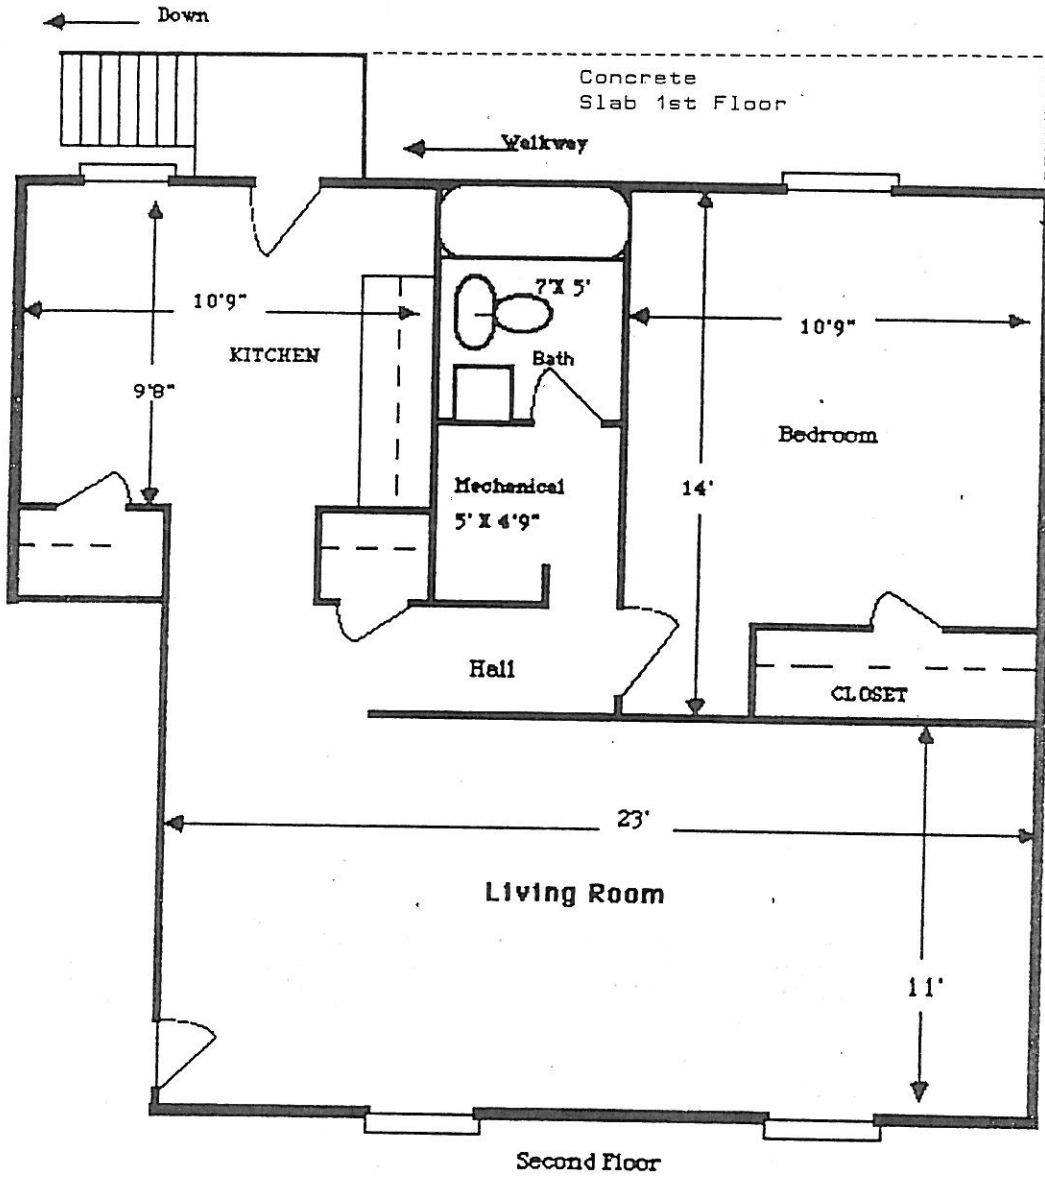 Down
Concrete
Slab 1st Floor
Walkway
10'9"
KITCHEN
9'8"
7'X 5'
Bath
10'9"
Bedroom
Mechanical
5' X 4'9"
14'
Hall
CLOSET
23'
Living Room
11'
Second Floor